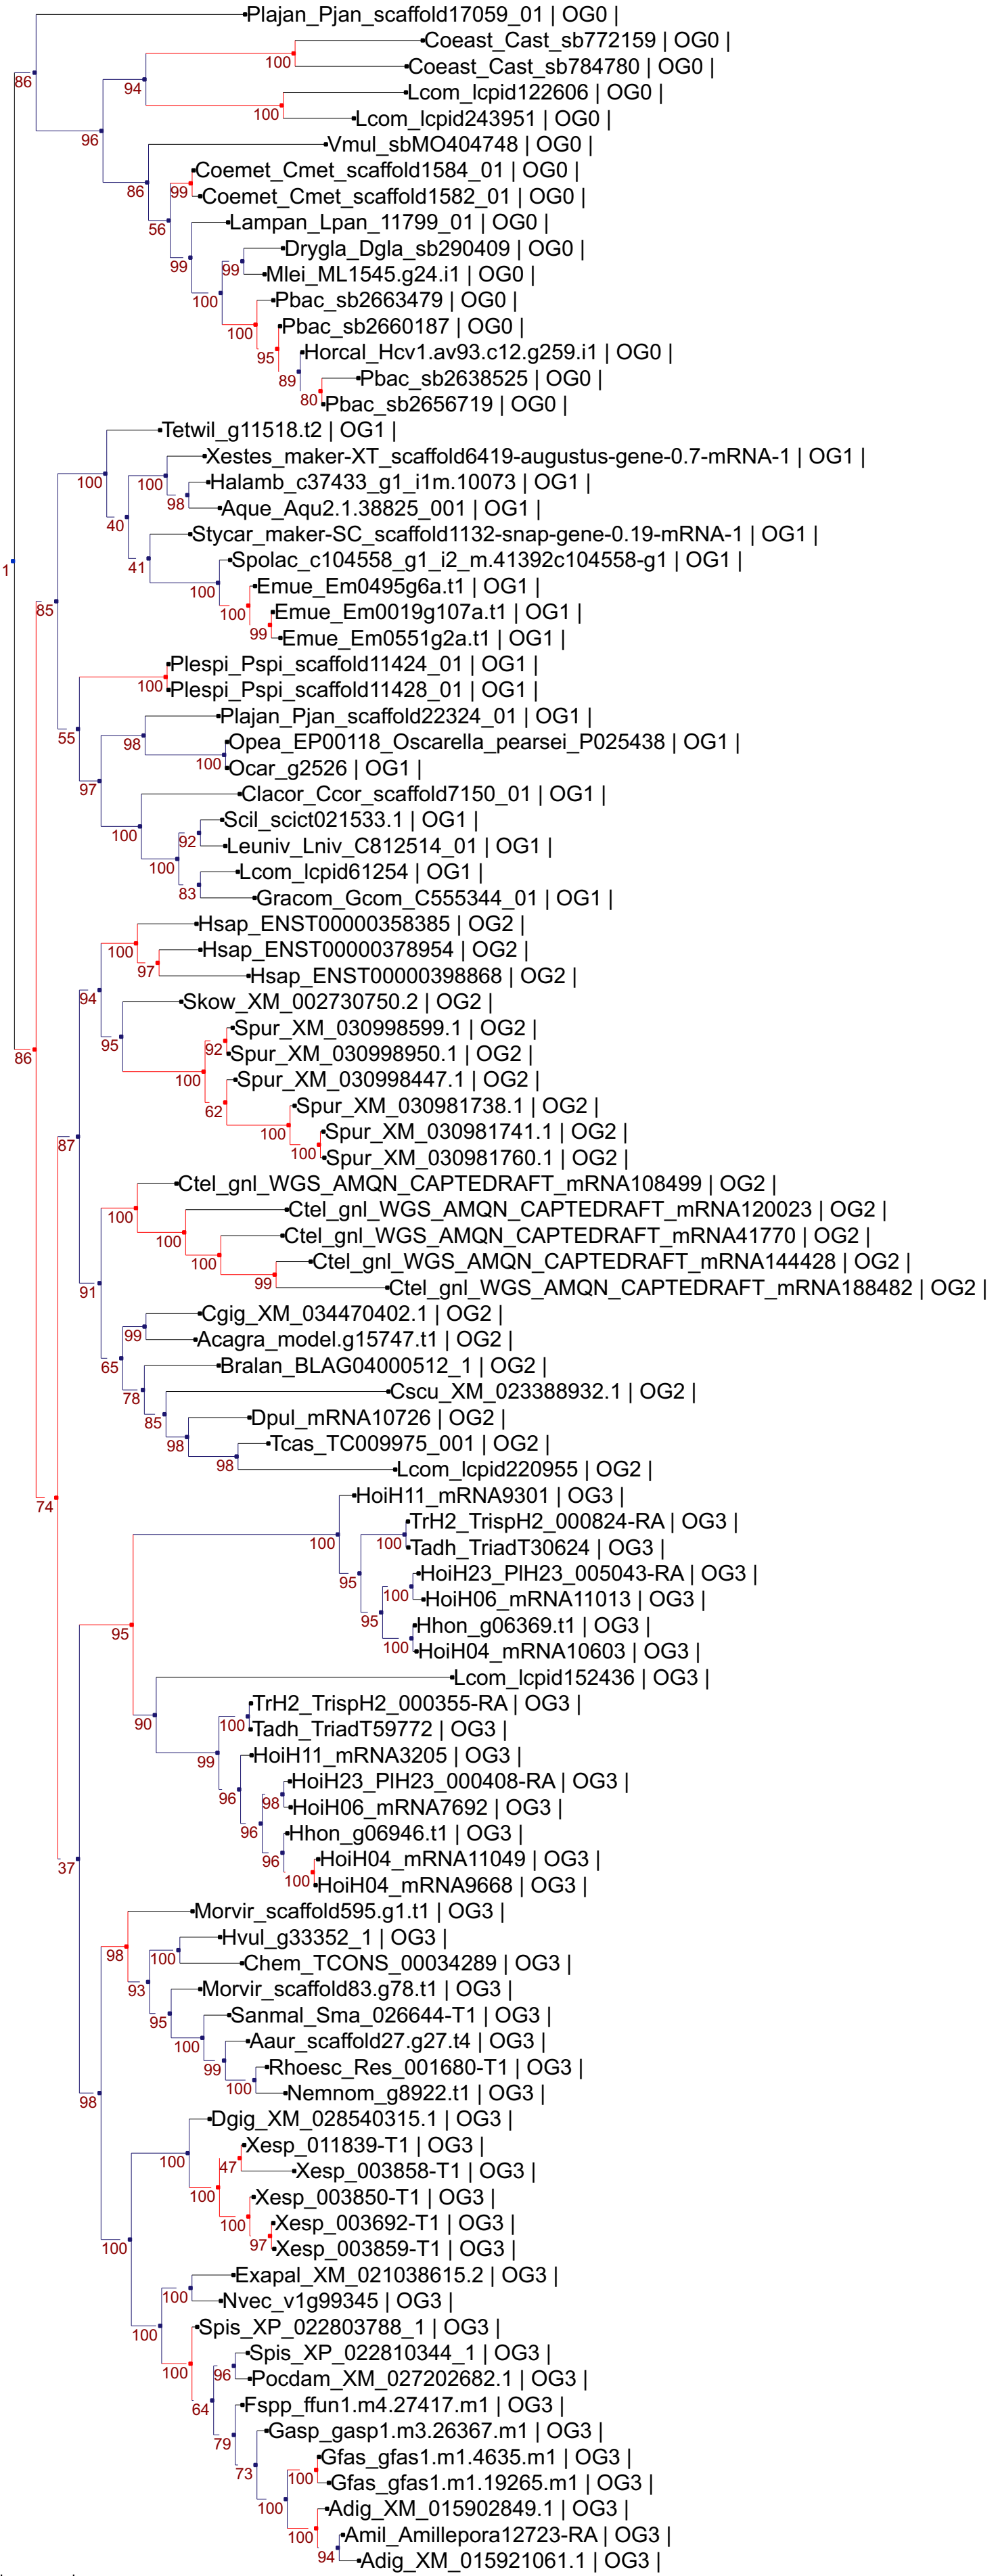 Plajan_Pjan_scaffold17059_01 | OG0 |
Coeast_Cast_sb772159 | OG0 |
100
Coeast_Cast_sb784780 | OG0 |
86
94
Lcom_lcpid122606 | OG0 |
100
Lcom_lcpid243951 | OG0 |
96
Vmul_sbMO404748 | OG0 |
Coemet_Cmet_scaffold1584_01 | OG0 |
86
99
Coemet_Cmet_scaffold1582_01 | OG0 |
Lampan_Lpan_11799_01 | OG0 |
56
Drygla_Dgla_sb290409 | OG0 |
99
99
Mlei_ML1545.g24.i1 | OG0 |
100
Pbac_sb2663479 | OG0 |
100
Pbac_sb2660187 | OG0 |
95
Horcal_Hcv1.av93.c12.g259.i1 | OG0 |
89
Pbac_sb2638525 | OG0 |
80
Pbac_sb2656719 | OG0 |
Tetwil_g11518.t2 | OG1 |
Xestes_maker-XT_scaffold6419-augustus-gene-0.7-mRNA-1 | OG1 |
100
100
Halamb_c37433_g1_i1m.10073 | OG1 |
98
Aque_Aqu2.1.38825_001 | OG1 |
40
Stycar_maker-SC_scaffold1132-snap-gene-0.19-mRNA-1 | OG1 |
Spolac_c104558_g1_i2_m.41392c104558-g1 | OG1 |
1
41
Emue_Em0495g6a.t1 | OG1 |
100
Emue_Em0019g107a.t1 | OG1 |
85
100
99
Emue_Em0551g2a.t1 | OG1 |
Plespi_Pspi_scaffold11424_01 | OG1 |
100
Plespi_Pspi_scaffold11428_01 | OG1 |
Plajan_Pjan_scaffold22324_01 | OG1 |
55
98
Opea_EP00118_Oscarella_pearsei_P025438 | OG1 |
100
Ocar_g2526 | OG1 |
97
Clacor_Ccor_scaffold7150_01 | OG1 |
Scil_scict021533.1 | OG1 |
100
92
Leuniv_Lniv_C812514_01 | OG1 |
100
Lcom_lcpid61254 | OG1 |
83
Gracom_Gcom_C555344_01 | OG1 |
Hsap_ENST00000358385 | OG2 |
100
Hsap_ENST00000378954 | OG2 |
97
Hsap_ENST00000398868 | OG2 |
94
Skow_XM_002730750.2 | OG2 |
Spur_XM_030998599.1 | OG2 |
86
95
92
Spur_XM_030998950.1 | OG2 |
100
Spur_XM_030998447.1 | OG2 |
62
Spur_XM_030981738.1 | OG2 |
100
Spur_XM_030981741.1 | OG2 |
87
100
Spur_XM_030981760.1 | OG2 |
Ctel_gnl_WGS_AMQN_CAPTEDRAFT_mRNA108499 | OG2 |
100
Ctel_gnl_WGS_AMQN_CAPTEDRAFT_mRNA120023 | OG2 |
100
Ctel_gnl_WGS_AMQN_CAPTEDRAFT_mRNA41770 | OG2 |
100
Ctel_gnl_WGS_AMQN_CAPTEDRAFT_mRNA144428 | OG2 |
99
Ctel_gnl_WGS_AMQN_CAPTEDRAFT_mRNA188482 | OG2 |
91
Cgig_XM_034470402.1 | OG2 |
99
Acagra_model.g15747.t1 | OG2 |
65
Bralan_BLAG04000512_1 | OG2 |
78
Cscu_XM_023388932.1 | OG2 |
85
Dpul_mRNA10726 | OG2 |
98
Tcas_TC009975_001 | OG2 |
98
Lcom_lcpid220955 | OG2 |
HoiH11_mRNA9301 | OG3 |
74
TrH2_TrispH2_000824-RA | OG3 |
100
100
Tadh_TriadT30624 | OG3 |
HoiH23_PlH23_005043-RA | OG3 |
95
100
HoiH06_mRNA11013 | OG3 |
95
Hhon_g06369.t1 | OG3 |
95
100
HoiH04_mRNA10603 | OG3 |
Lcom_lcpid152436 | OG3 |
TrH2_TrispH2_000355-RA | OG3 |
90
100
Tadh_TriadT59772 | OG3 |
99
HoiH11_mRNA3205 | OG3 |
HoiH23_PlH23_000408-RA | OG3 |
96
98
HoiH06_mRNA7692 | OG3 |
96
Hhon_g06946.t1 | OG3 |
96
HoiH04_mRNA11049 | OG3 |
37
100
HoiH04_mRNA9668 | OG3 |
Morvir_scaffold595.g1.t1 | OG3 |
Hvul_g33352_1 | OG3 |
98
100
Chem_TCONS_00034289 | OG3 |
93
Morvir_scaffold83.g78.t1 | OG3 |
95
Sanmal_Sma_026644-T1 | OG3 |
100
Aaur_scaffold27.g27.t4 | OG3 |
99
Rhoesc_Res_001680-T1 | OG3 |
100
Nemnom_g8922.t1 | OG3 |
98
Dgig_XM_028540315.1 | OG3 |
Xesp_011839-T1 | OG3 |
100
47
Xesp_003858-T1 | OG3 |
100
Xesp_003850-T1 | OG3 |
100
Xesp_003692-T1 | OG3 |
100
97
Xesp_003859-T1 | OG3 |
Exapal_XM_021038615.2 | OG3 |
100
Nvec_v1g99345 | OG3 |
100
Spis_XP_022803788_1 | OG3 |
Spis_XP_022810344_1 | OG3 |
100
96
Pocdam_XM_027202682.1 | OG3 |
64
Fspp_ffun1.m4.27417.m1 | OG3 |
79
Gasp_gasp1.m3.26367.m1 | OG3 |
73
Gfas_gfas1.m1.4635.m1 | OG3 |
100
Gfas_gfas1.m1.19265.m1 | OG3 |
100
Adig_XM_015902849.1 | OG3 |
100
Amil_Amillepora12723-RA | OG3 |
94
Adig_XM_015921061.1 | OG3 |